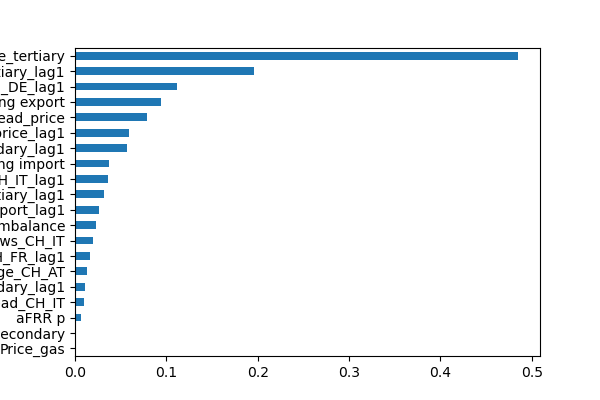 e_tertiary
tiary_lag1
_DE_lag1
ng export
ead_price
price_lag1
dary_lag1
ng import
H_IT_lag1
tiary_lag1
port_lag1
mbalance
ws_CH_IT
H_FR_lag1
ge_CH_AT
dary_lag1
ad_CH_IT
aFRR p
econdary
Price_gas
0.0 0.1 0.2 0.3 0.4 0.5